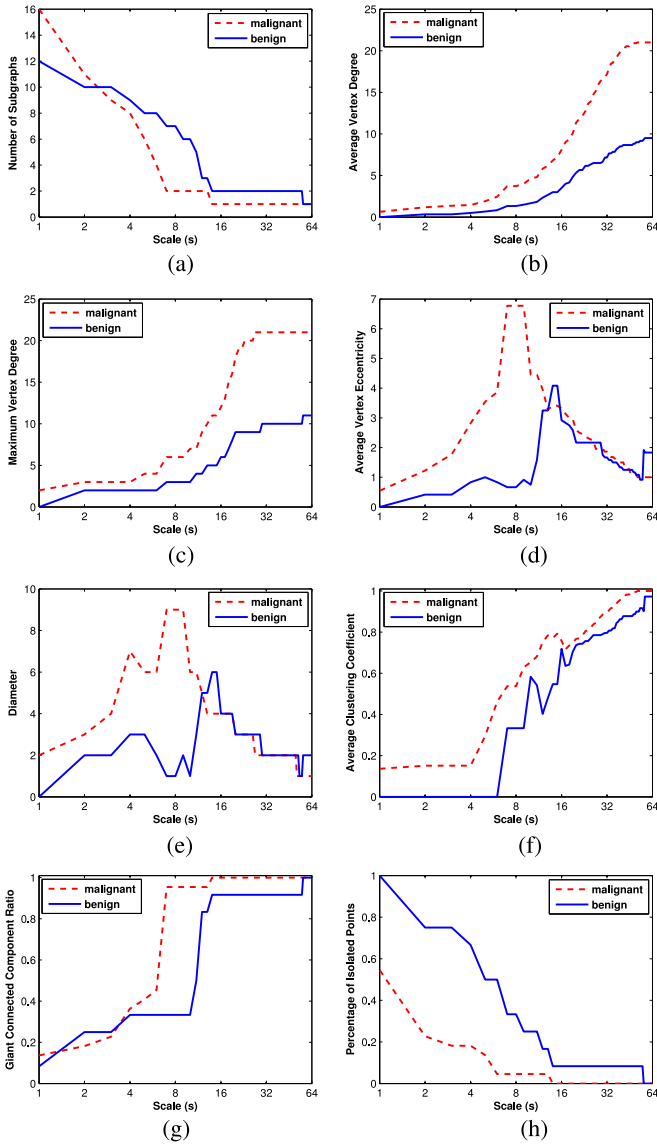 malignant
benign
16
14
12
10
8
6
4
2
0
Number of Subgraphs
1 2 4 8 16 32 64
Scale (s)
(a)
malignant
benign
25
20
15
10
5
0
Average Vertex Degree
1 2 4 8 16 32 64
Scale (s)
(b)
malignant
benign
25
20
15
10
5
0
Maximum Vertex Degree
1 2 4 8 16 32 64
Scale (s)
(c)
malignant
benign
7
6
5
4
3
2
1
0
Average Vertex Eccentricity
1 2 4 8 16 32 64
Scale (s)
(d)
malignant
benign
10
8
6
4
2
0
Diameter
1 2 4 8 16 32 64
Scale (s)
(e)
malignant
benign
1
0.8
0.6
0.4
0.2
0
Average Clustering Coefficient
1 2 4 8 16 32 64
Scale (s)
(f)
malignant
benign
1
0.8
0.6
0.4
0.2
0
Giant Connected Component Ratio
1 2 4 8 16 32 64
Scale (s)
(g)
malignant
benign
1
0.8
0.6
0.4
0.2
0
Percentage of Isolated Points
1 2 4 8 16 32 64
Scale (s)
(h)